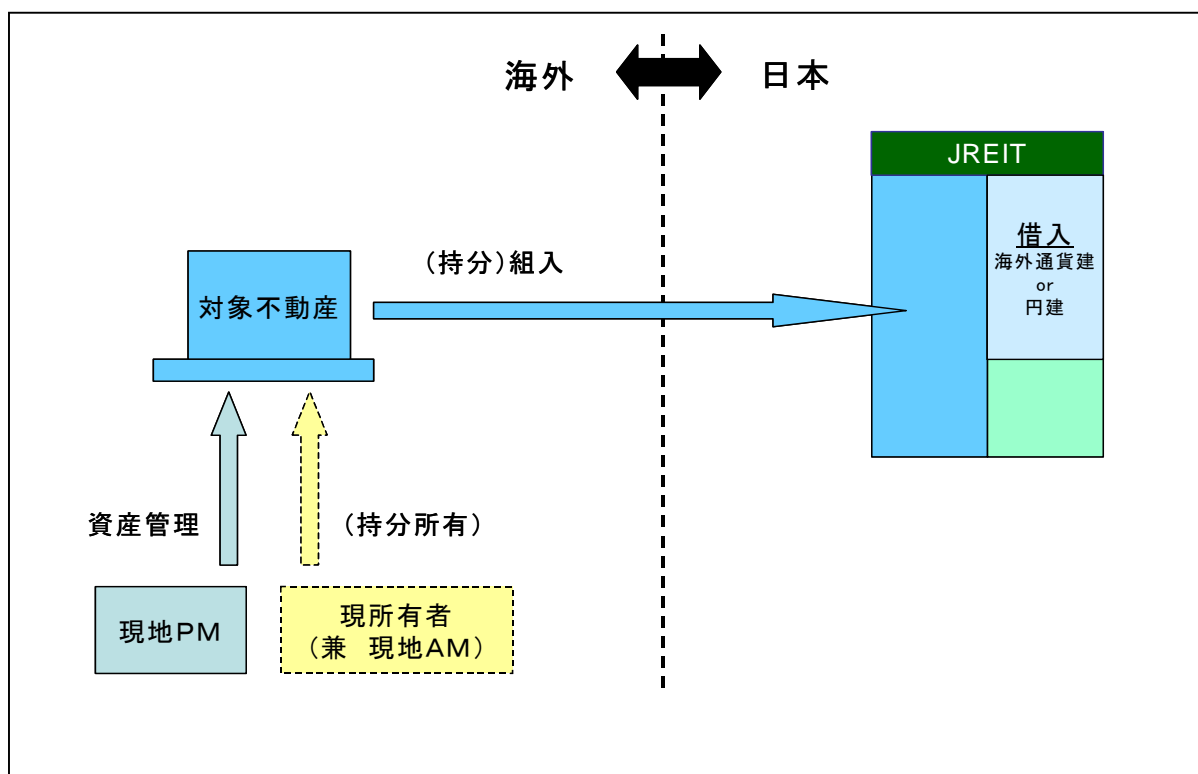 海外
日本
JREIT
借入
海外通貨建
or
円建
(持分)組入
対象不動産
資産管理
(持分所有)
現地PM
現所有者
(兼 現地AM)